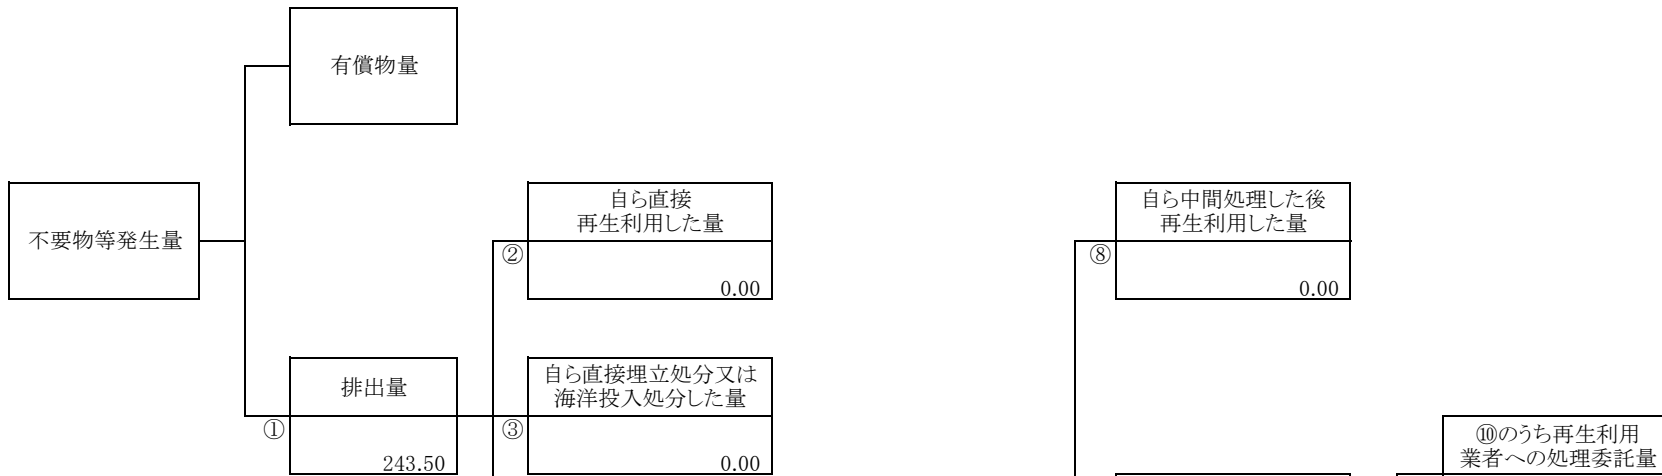 有償物量
不要物等発生量
自ら直接
再生利用した量
②
0.00
自ら中間処理した後
再生利用した量
⑧
0.00
排出量
①
243.50
自ら直接埋立処分又は
海洋投入処分した量
③
0.00
⑩のうち再生利用
業者への処理委託量